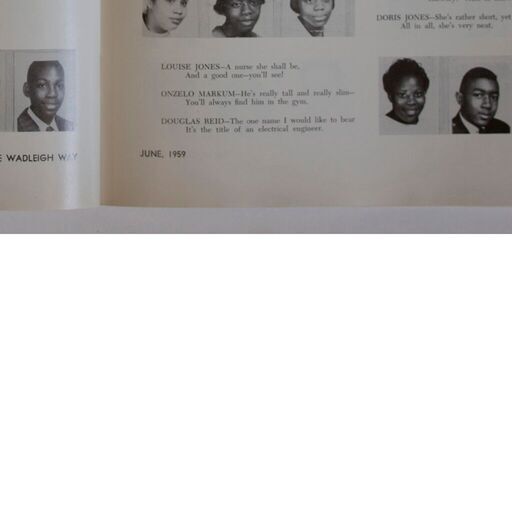 E WADLEIGH WAY
LOUISE JONES—A nurse she shall be,
And a good one—you'll see!
ONZELO MARKUM—He's really tall and really slim—
You'll always find him in the gym.
DOUGLAS REID—The one name I would like to bear
It's the title of an electrical engineer.
JUNE, 1959
DORIS JONES—She's rather short, yet
All in all, she's very neat,